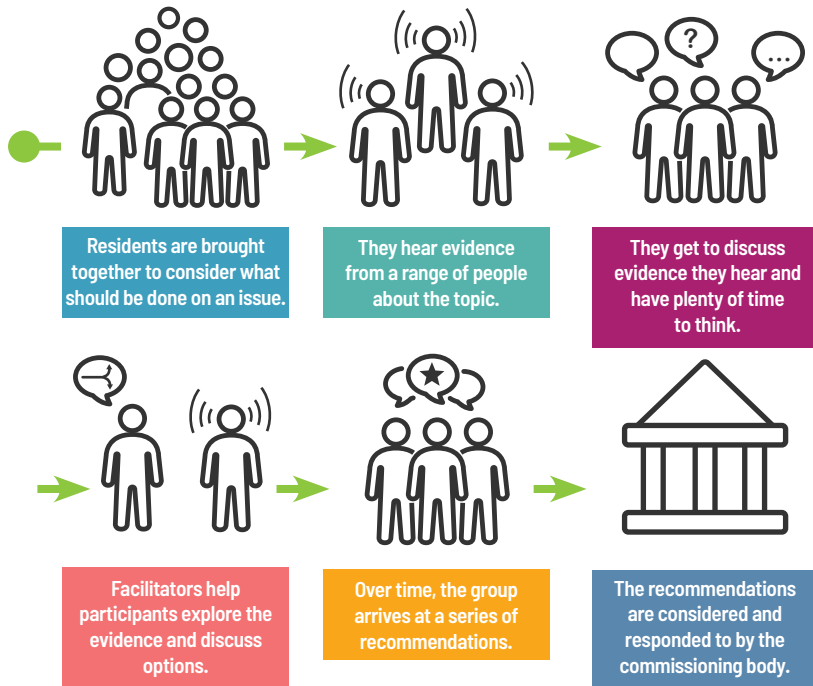 ?
...
Residents are brought
together to consider what
should be done on an issue.
They hear evidence
from a range of people
about the topic.
They get to discuss
evidence they hear and
have plenty of time
to think.
Facilitators help
participants explore the
evidence and discuss
options.
Over time, the group
arrives at a series of
recommendations.
The recommendations
are considered and
responded to by the
commissioning body.